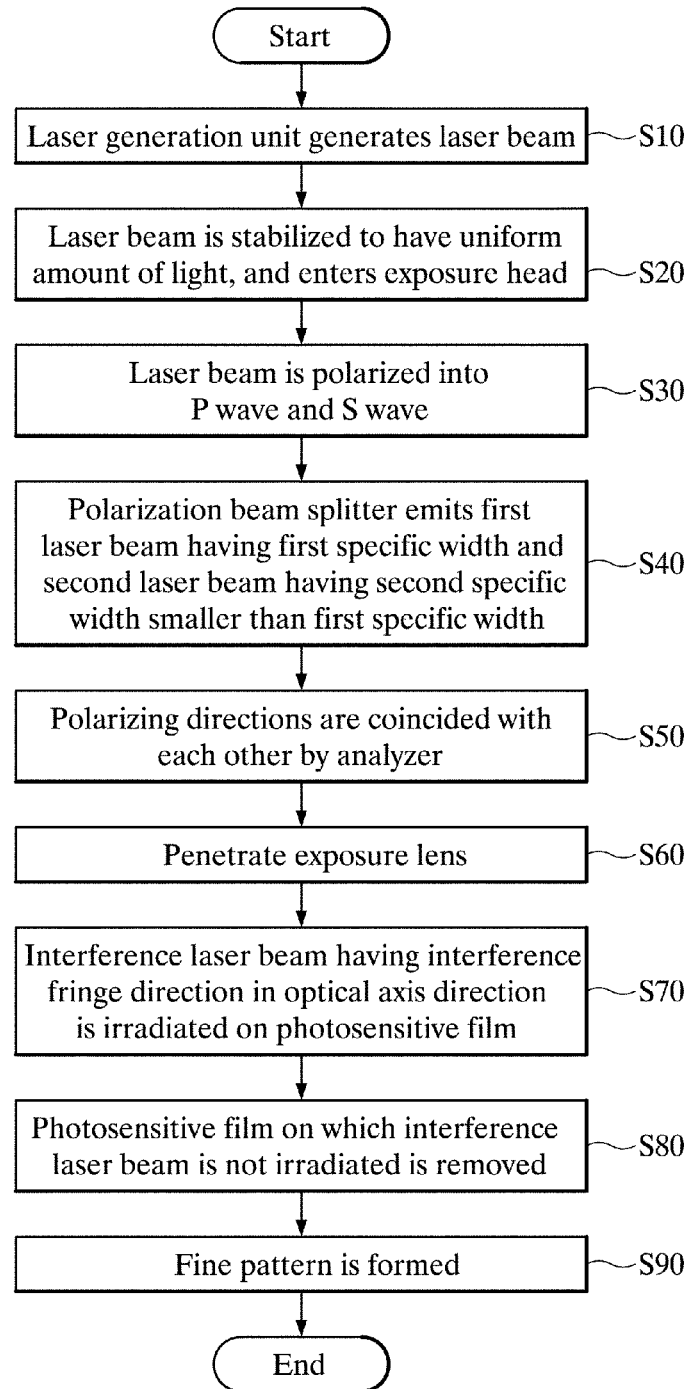 Start
Laser generation unit generates laser beam
S10
Laser beam is stabilized to have uniform
amount of light, and enters exposure head
S20
Laser beam is polarized into
P wave and S wave
S30
Polarization beam splitter emits first
laser beam having first specific width and
second laser beam having second specific
width smaller than first specific width
S40
Polarizing directions are coincided with
each other by analyzer
S50
Penetrate exposure lens
S60
Interference laser beam having interference
fringe direction in optical axis direction
is irradiated on photosensitive film
S70
Photosensitive film on which interference
laser beam is not irradiated is removed
S80
Fine pattern is formed
S90
End